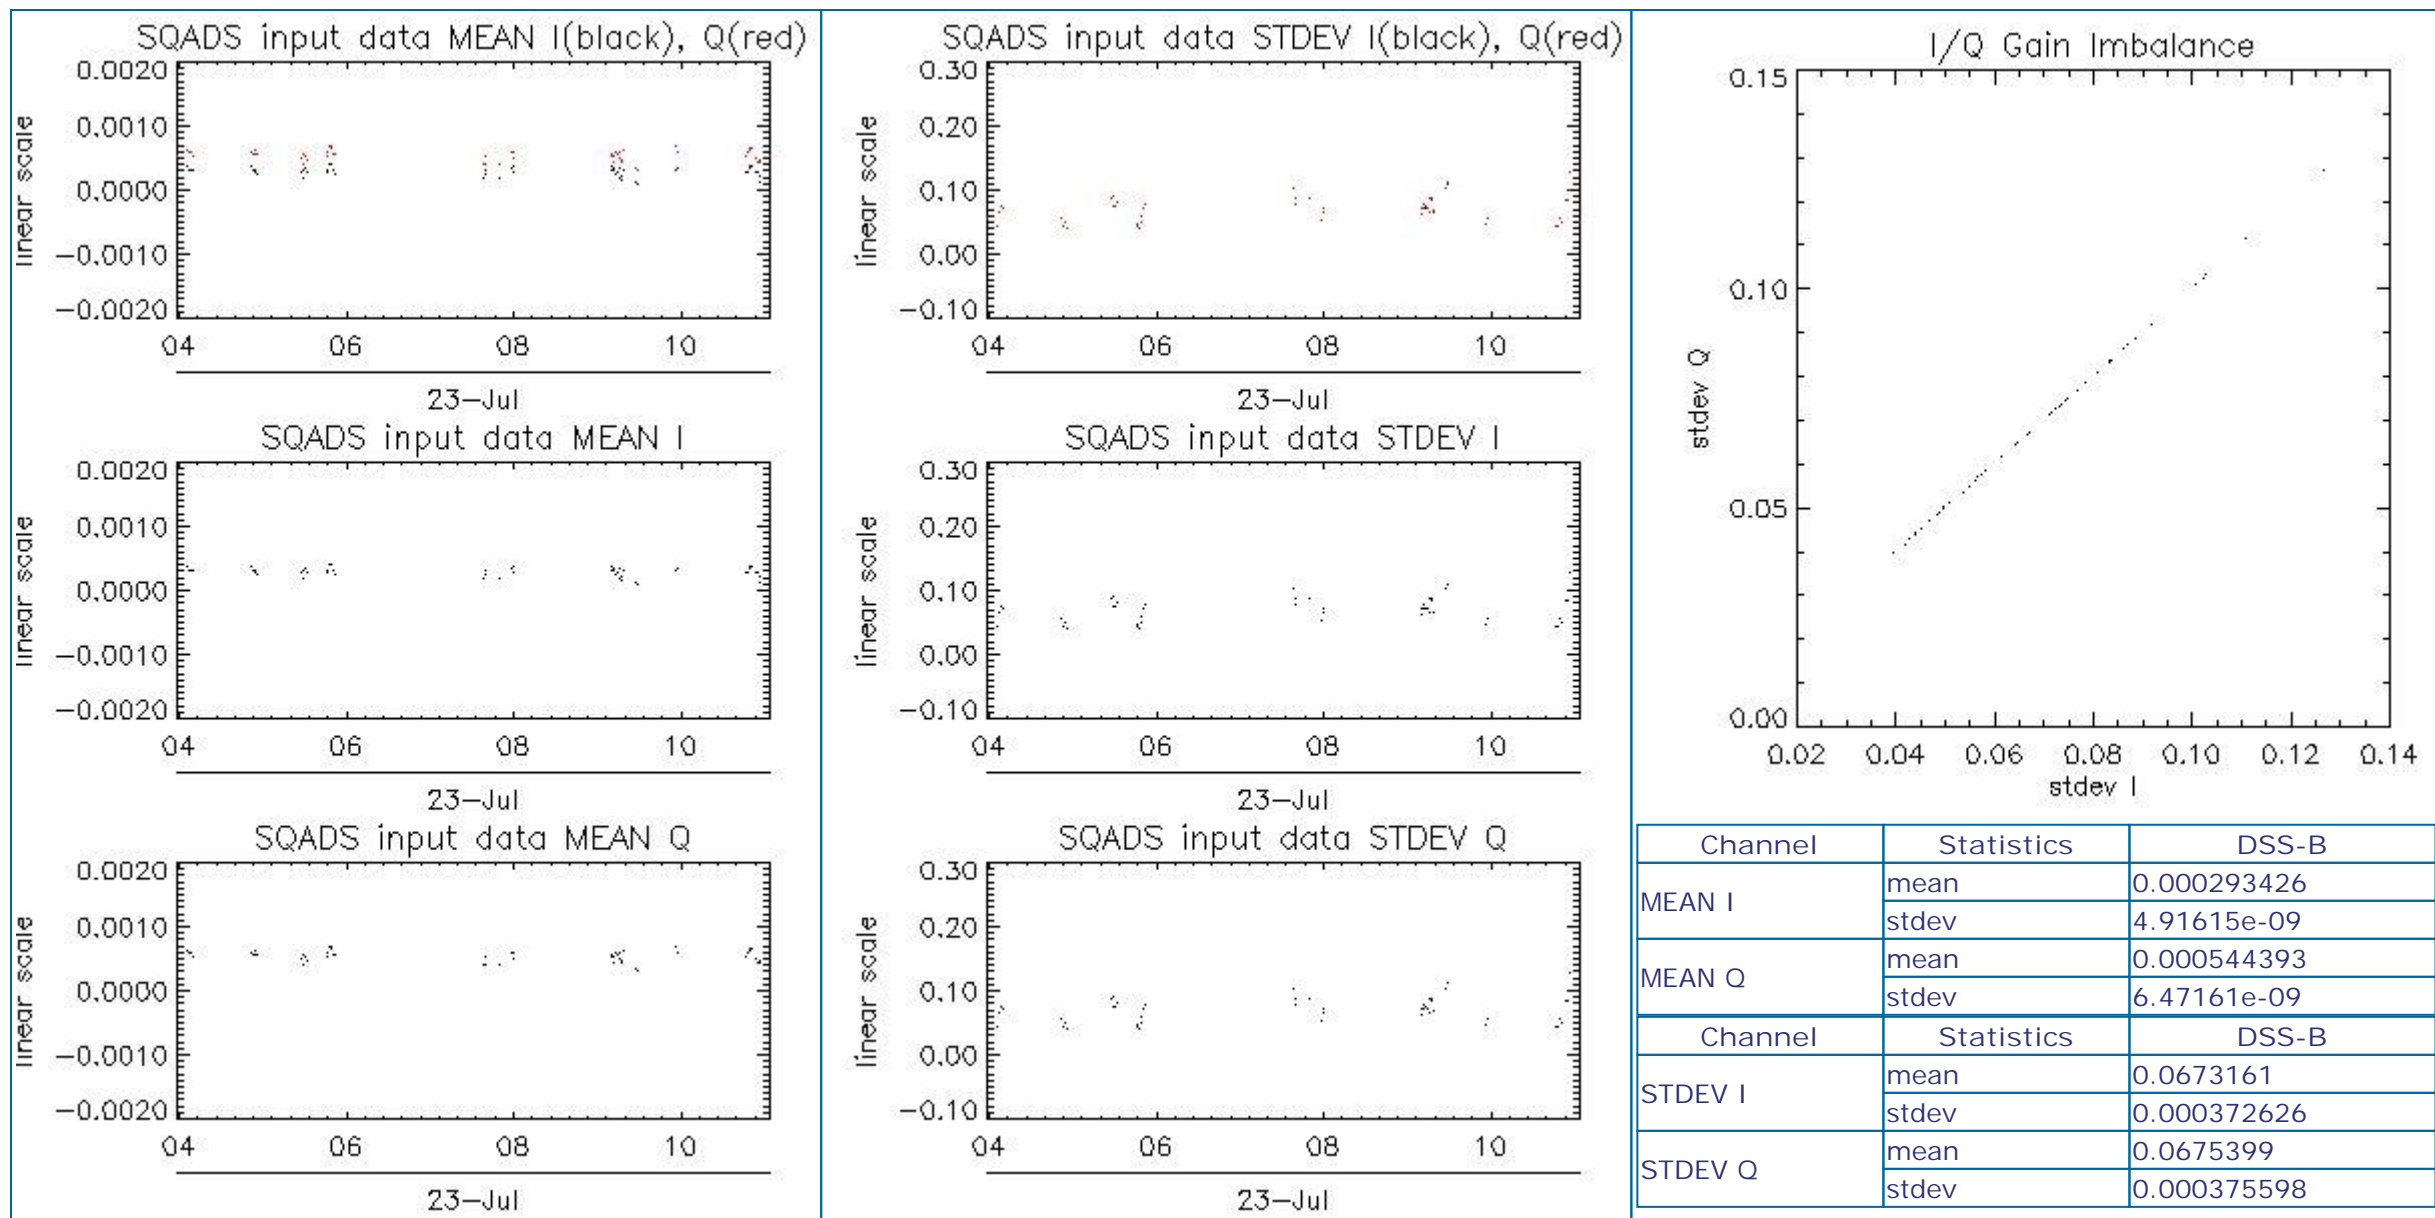 SQADS input data MEAN I(black), Q(red)
0.0020
0.0010
0.0000
−0.0010
−0.0020
linear scale
04 06 08 10
23−Jul
SQADS input data MEAN I
0.0020
0.0010
0.0000
−0.0010
−0.0020
linear scale
04 06 08 10
23−Jul
SQADS input data MEAN Q
0.0020
0.0010
0.0000
−0.0010
−0.0020
linear scale
04 06 08 10
23−Jul
SQADS input data STDEV I(black), Q(red)
0.30
0.20
0.10
0.00
−0.10
linear scale
04 06 08 10
23−Jul
SQADS input data STDEV I
0.30
0.20
0.10
0.00
−0.10
linear scale
04 06 08 10
23−Jul
SQADS input data STDEV Q
0.30
0.20
0.10
0.00
−0.10
linear scale
04 06 08 10
23−Jul
I/Q Gain Imbalance
0.15
0.10
0.05
0.00
stdev Q
0.02 0.04 0.06 0.08 0.10 0.12 0.14
stdev I
Channel Statistics DSS-B
MEAN I mean 0.000293426
stdev 4.91615e-09
MEAN Q mean 0.000544393
stdev 6.47161e-09
Channel Statistics DSS-B
STDEV I mean 0.0673161
stdev 0.000372626
STDEV Q mean 0.0675399
stdev 0.000375598